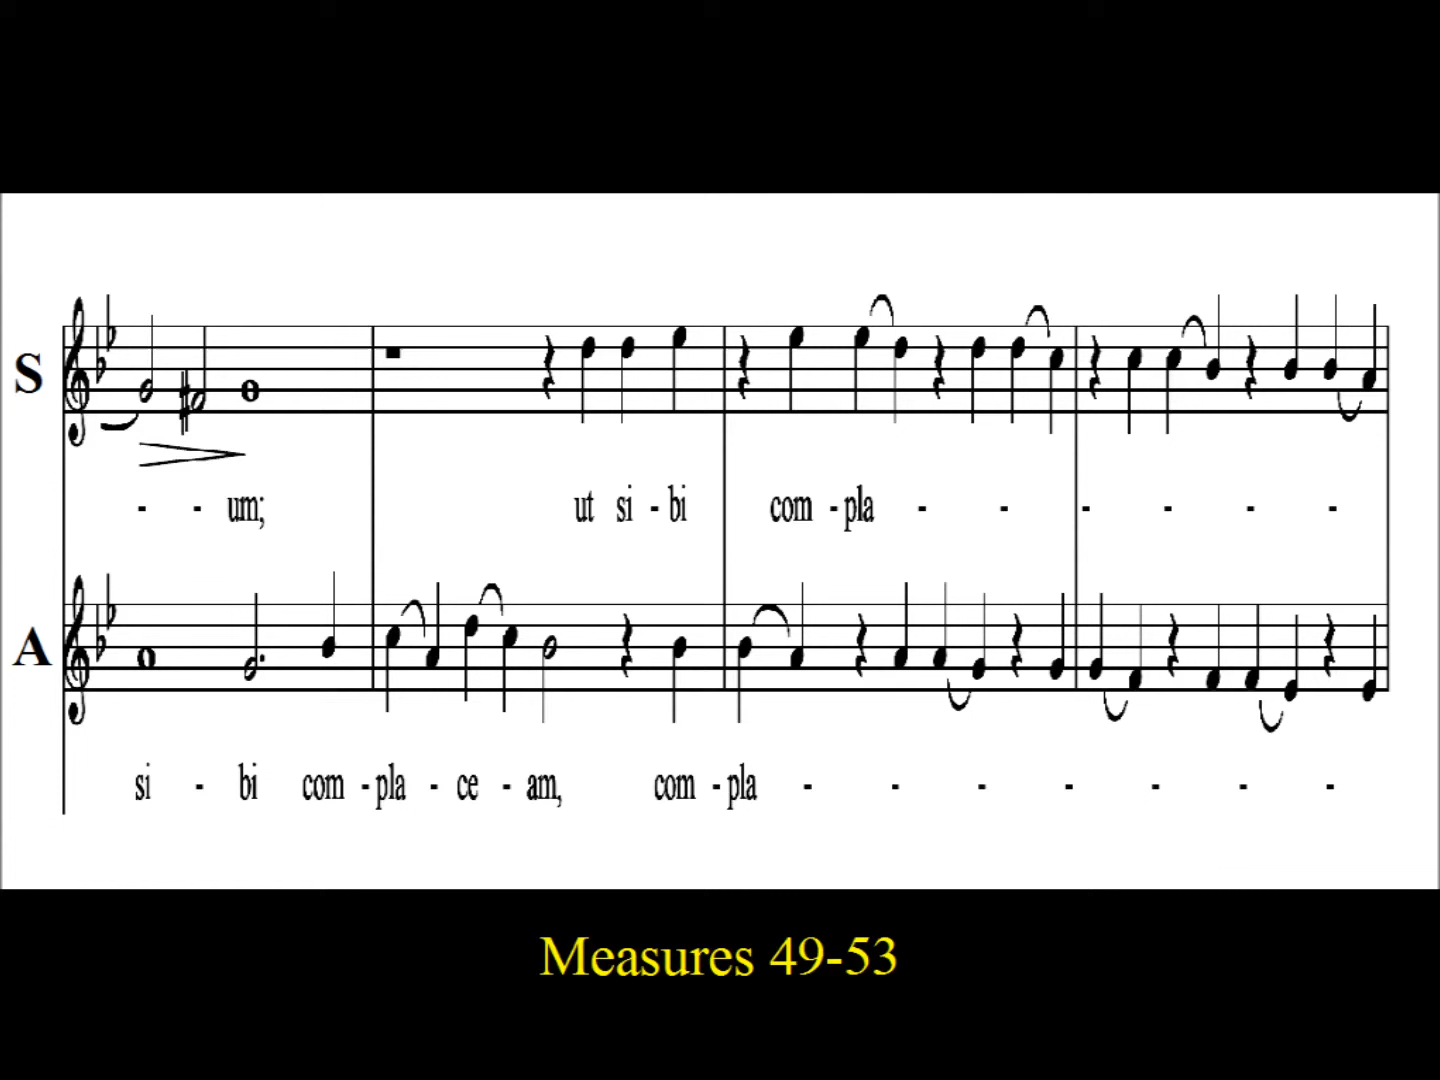 S
- - um; ut si - bi com - pla - - - - - -
A
si - bi com - pla - ce - am, com - pla - - - - - - -
Measures 49-53